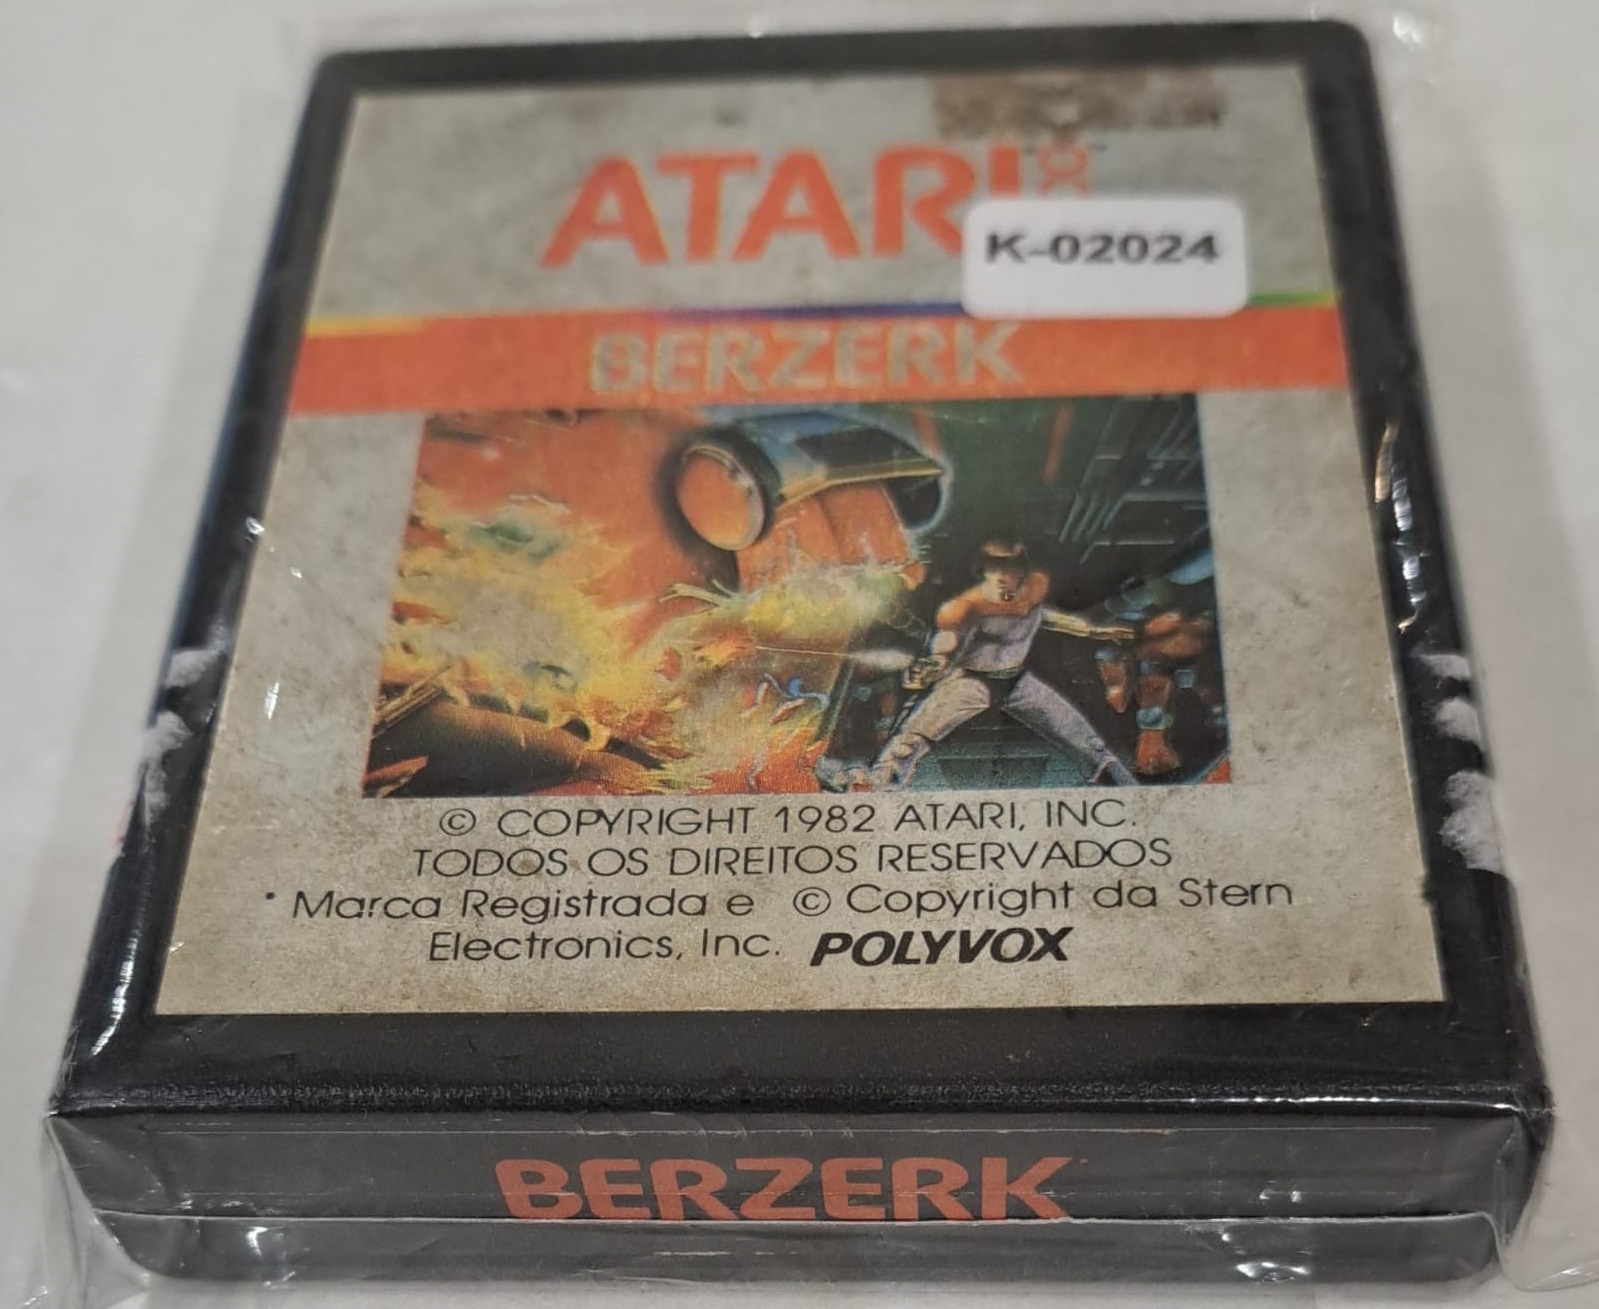 ATARI
K-02024
BERZERK
© COPYRIGHT 1982 ATARI, INC.
TODOS OS DIREITOS RESERVADOS
* Marca Registrada e © Copyright da Stern
Electronics, Inc. POLYVOX
BERZERK